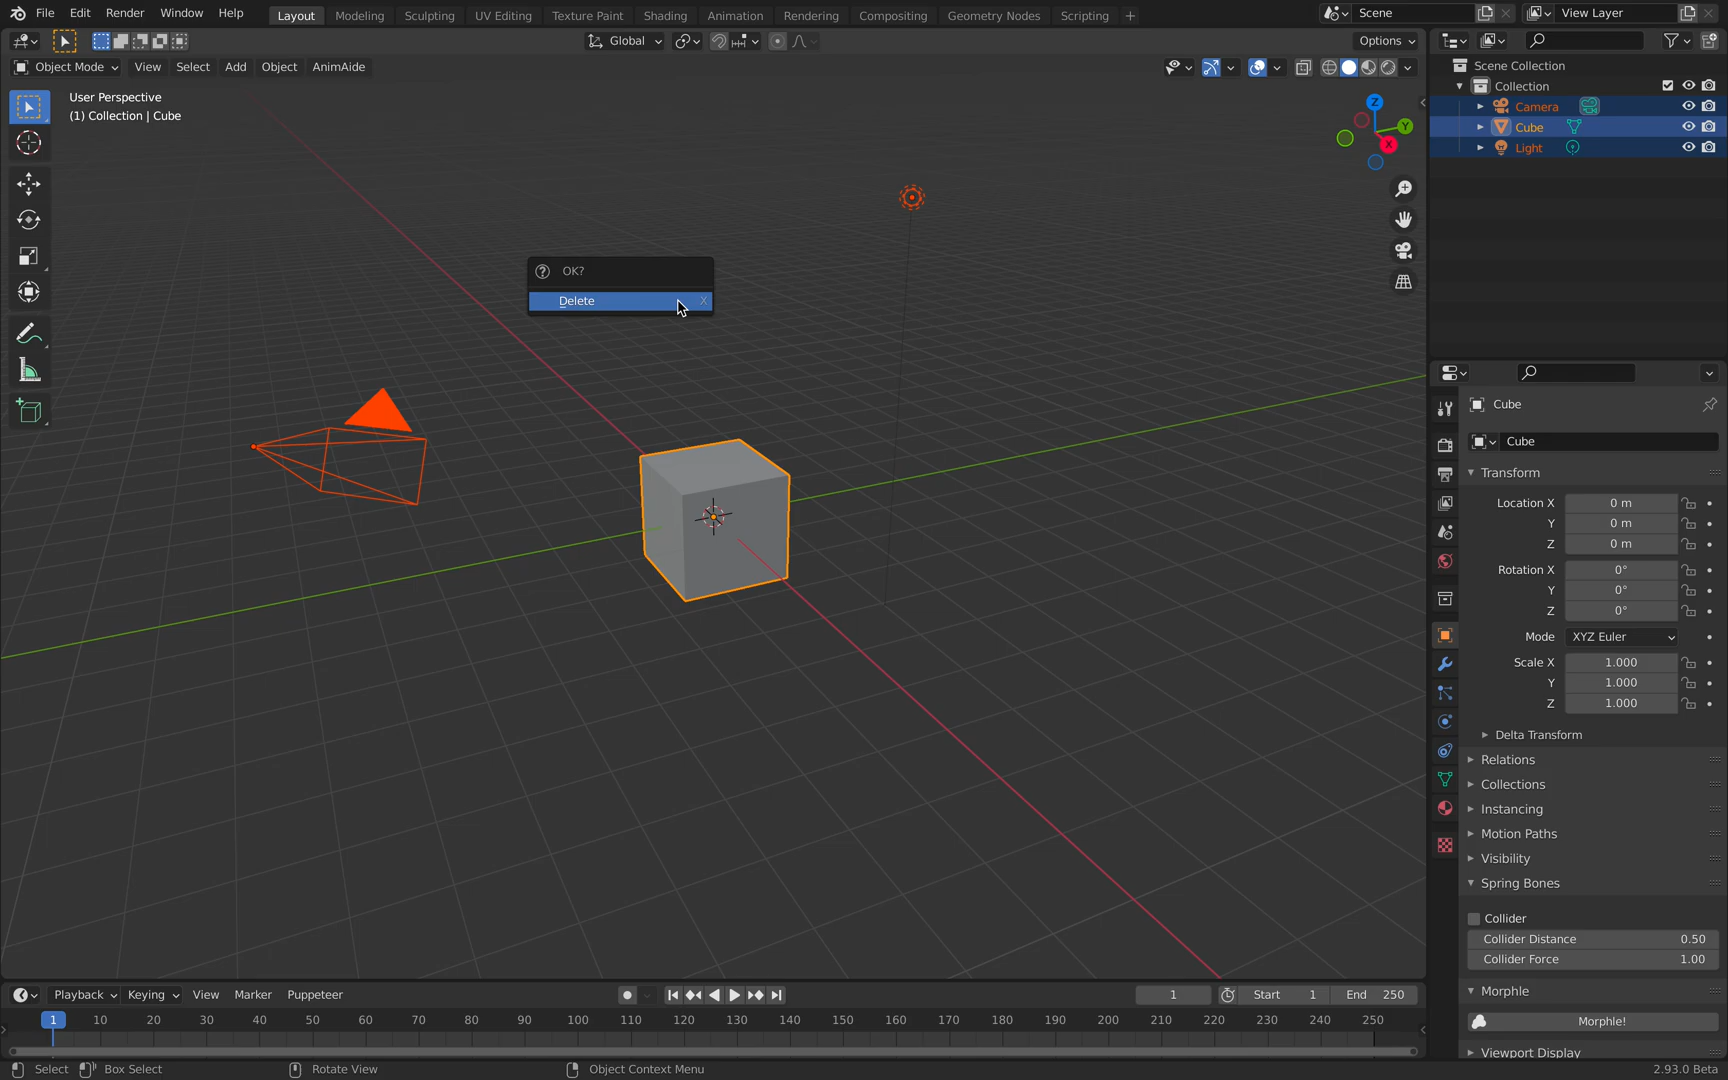 File Edit Render Window Help Layout Modeling Sculpting UV Editing Texture Paint Shading Animation Rendering Compositing Geometry Nodes Scripting + Scene View Layer
Global Options
Object Mode View Select Add Object AnimAide
User Perspective
(1) Collection | Cube
Z
Y
X
OK?
Delete X
Scene Collection
Collection
Camera
Cube
Light
Cube
Cube
Transform
Location X 0 m
Y 0 m
Z 0 m
Rotation X 0°
Y 0°
Z 0°
Mode XYZ Euler
Scale X 1.000
Y 1.000
Z 1.000
Delta Transform
Relations
Collections
Instancing
Motion Paths
Visibility
Spring Bones
Collider
Collider Distance 0.50
Collider Force 1.00
Morphle
Morphle!
Viewport Display
Playback Keying View Marker Puppeteer 1 Start 1 End 250
1 10 20 30 40 50 60 70 80 90 100 110 120 130 140 150 160 170 180 190 200 210 220 230 240 250
Select Box Select Rotate View Object Context Menu 2.93.0 Beta